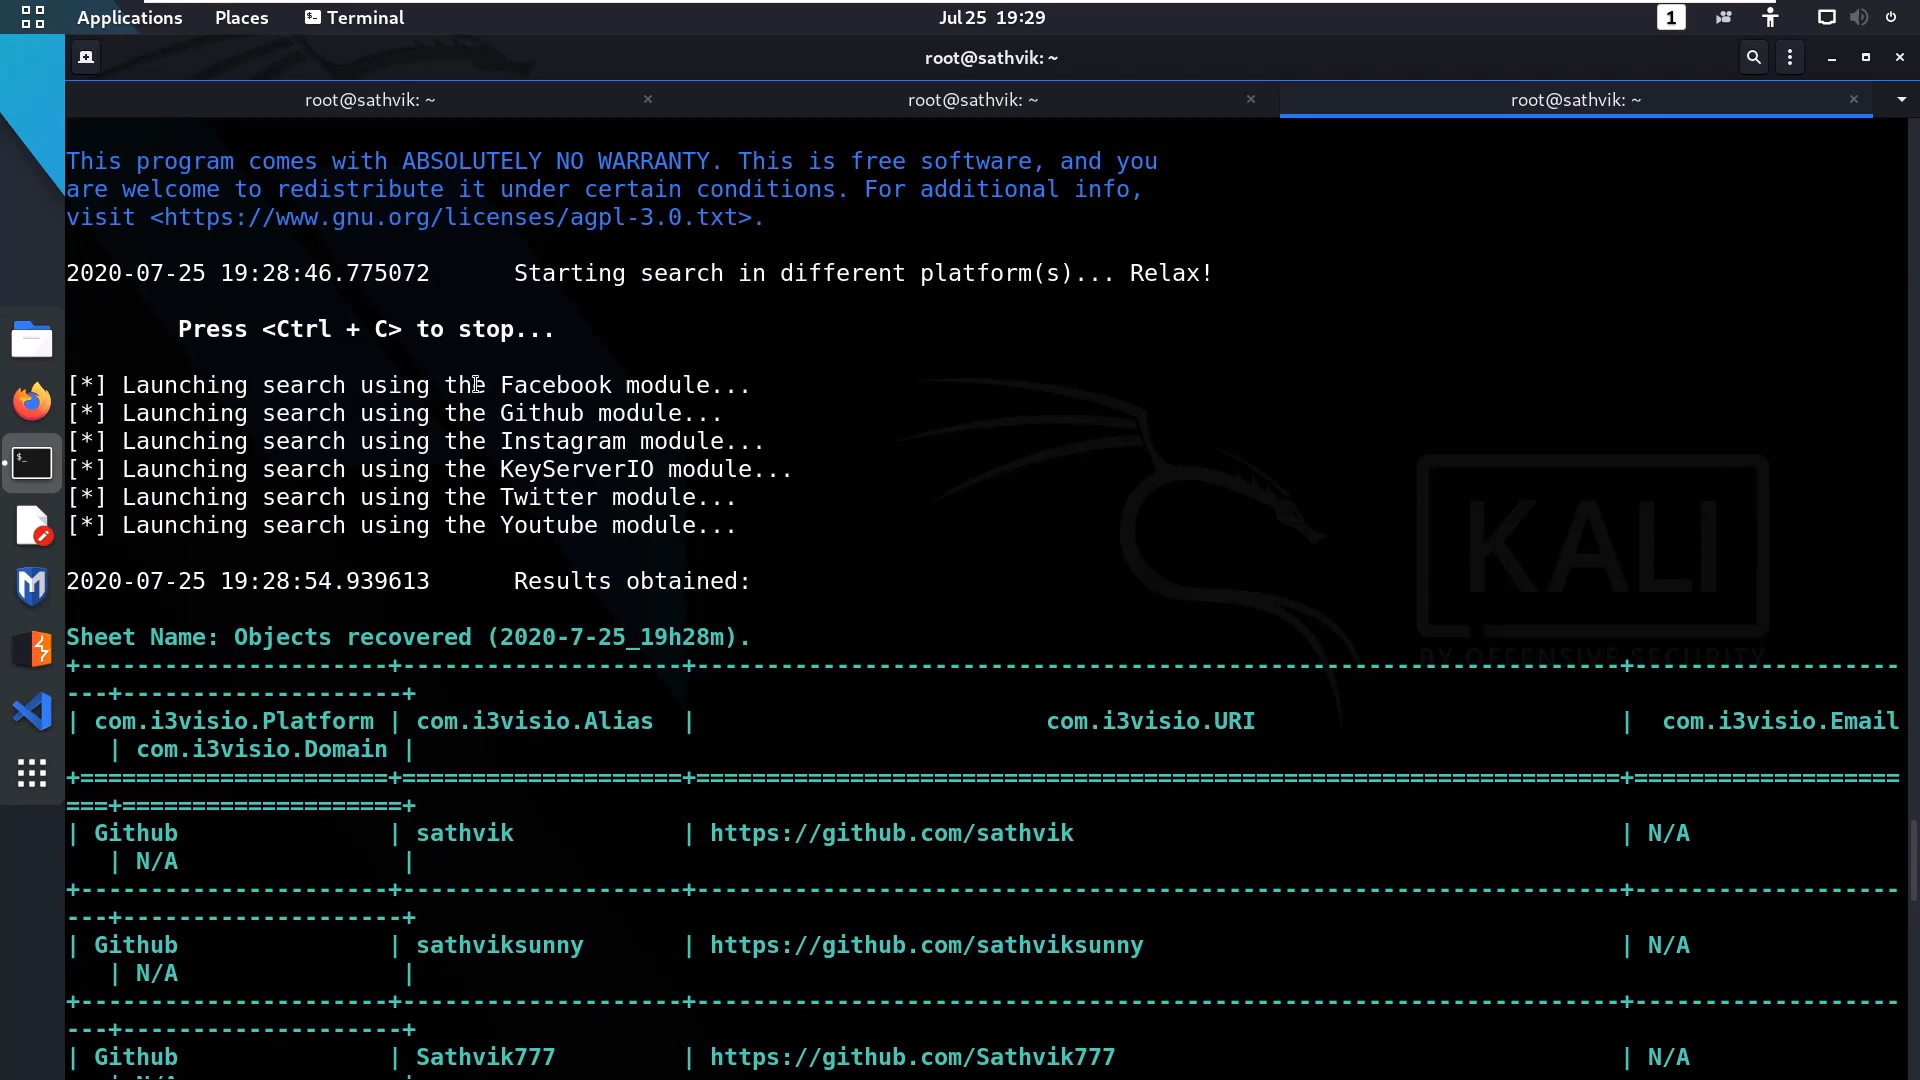 Applications Places Terminal Jul 25 19:29 1
root@sathvik: ~
root@sathvik: ~ × root@sathvik: ~ × root@sathvik: ~ ×
This program comes with ABSOLUTELY NO WARRANTY. This is free software, and you
are welcome to redistribute it under certain conditions. For additional info,
visit <https://www.gnu.org/licenses/agpl-3.0.txt>.
2020-07-25 19:28:46.775072 Starting search in different platform(s)... Relax!
Press <Ctrl + C> to stop...
[*] Launching search using the Facebook module...
[*] Launching search using the Github module...
[*] Launching search using the Instagram module...
[*] Launching search using the KeyServerIO module...
[*] Launching search using the Twitter module...
[*] Launching search using the Youtube module...
KALI
BY OFFENSIVE SECURITY
2020-07-25 19:28:54.939613 Results obtained:
Sheet Name: Objects recovered (2020-7-25_19h28m).
+----------------------+--------------------+------------------------------------------------------------------+-------------------
---+--------------------+
| com.i3visio.Platform | com.i3visio.Alias | com.i3visio.URI | com.i3visio.Email
| com.i3visio.Domain |
+======================+====================+==================================================================+===================
===+====================+
| Github | sathvik | https://github.com/sathvik | N/A
| N/A |
+----------------------+--------------------+------------------------------------------------------------------+-------------------
---+--------------------+
| Github | sathviksunny | https://github.com/sathviksunny | N/A
| N/A |
+----------------------+--------------------+------------------------------------------------------------------+-------------------
---+--------------------+
| Github | Sathvik777 | https://github.com/Sathvik777 | N/A